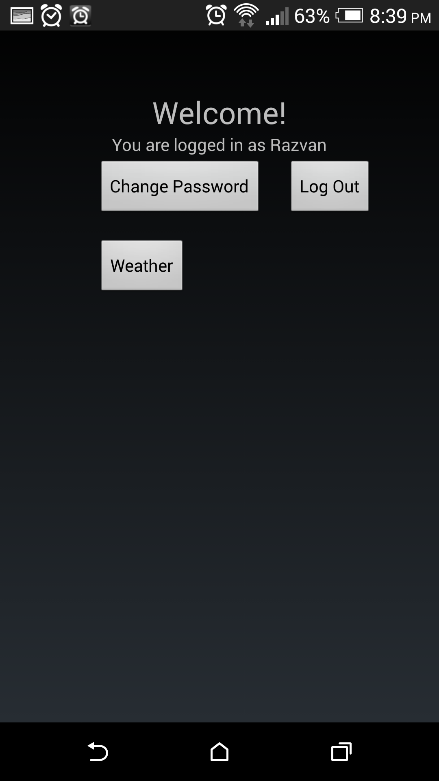 63% 8:39 PM
Welcome!
You are logged in as Razvan
Change Password Log Out
Weather